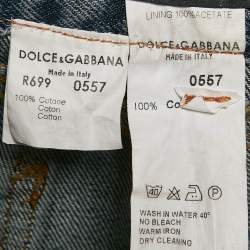 LINING 100% ACETATE
DOLCE&GABBANA
Made in Italy
R699 0557
100% Cotone
Coton
Cotton
DOLCE&GABBANA
Made in Italy
0557
100% Co
40 A
WASH IN WATER 40°
NO BLEACH
WARM IRON
DRY CLEANING